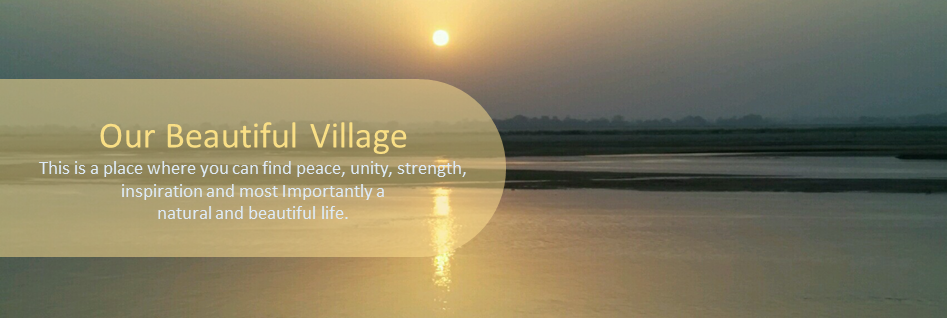 Our Beautiful Village
This is a place where you can find peace, unity, strength,
inspiration and most Importantly a
natural and beautiful life.